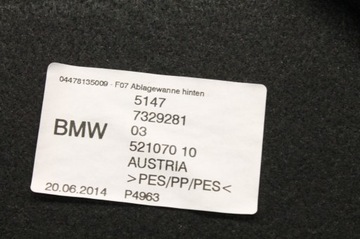 04478135009 - F07 Ablagewanne hinten
5147
7329281
BMW 03
521070 10
AUSTRIA
>PES/PP/PES<
20.06.2014 P4963